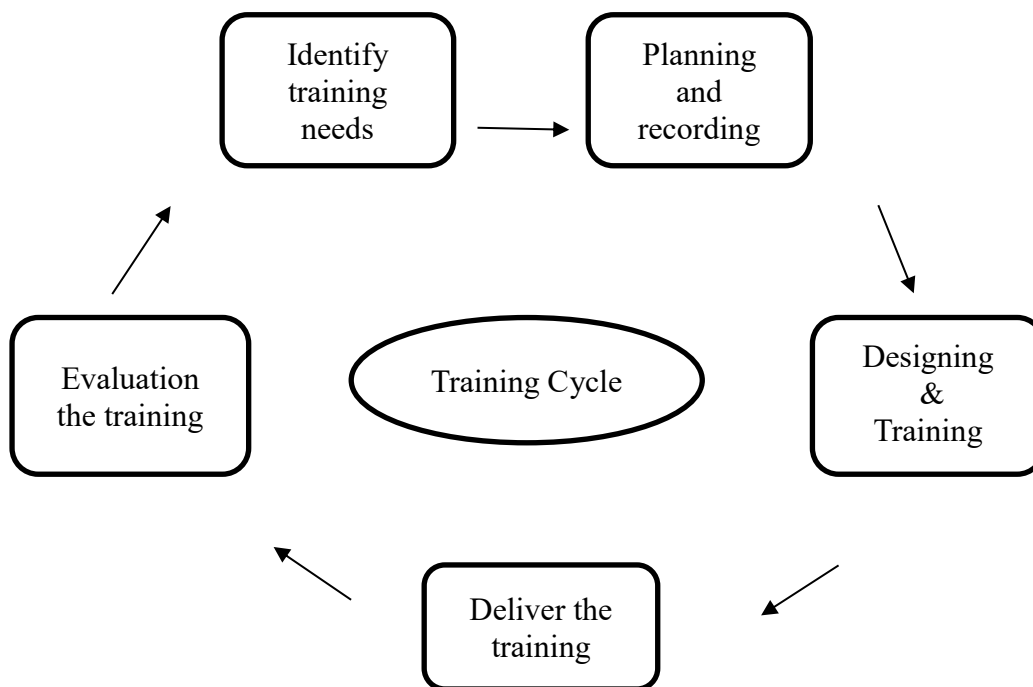 Identify
training
needs
Planning
and
recording
Evaluation
the training
Training Cycle
Designing
&
Training
Deliver the
training